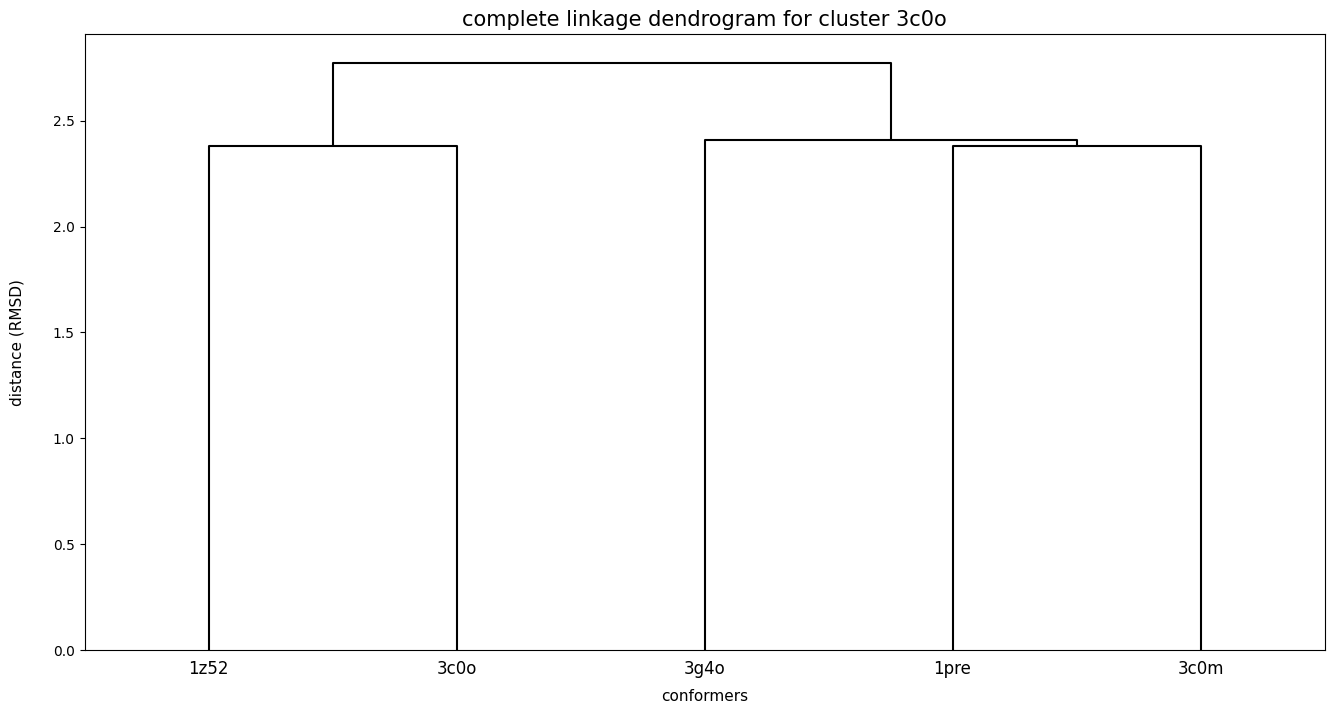 complete linkage dendrogram for cluster 3c0o
distance (RMSD)
2.5
2.0
1.5
1.0
0.5
0.0
1z52 3c0o 3g4o 1pre 3c0m
conformers